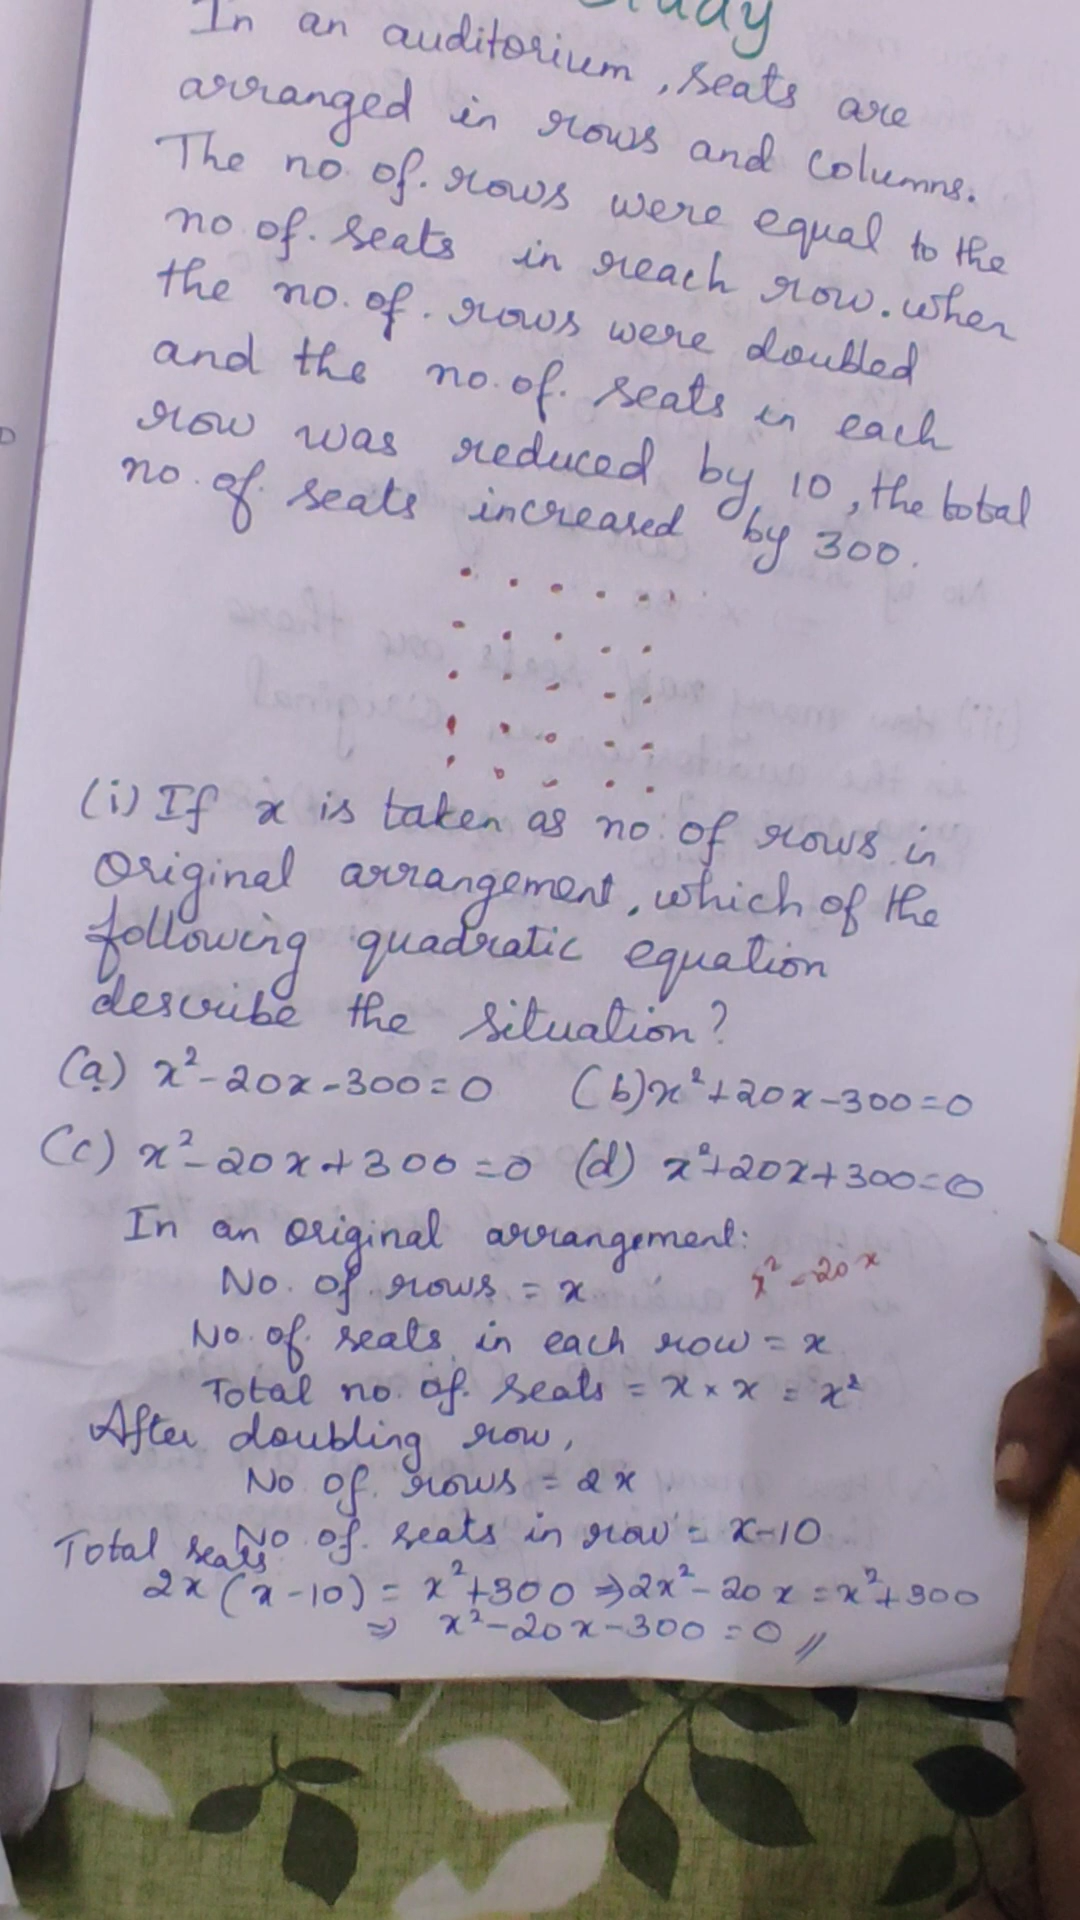 Study
In an auditorium, seats are
arranged in rows and columns.
The no. of. rows were equal to the
no. of. seats in reach row. when
the no. of. rows were doubled
and the no. of. seats in each
row was reduced by 10, the total
no. of. seats increased by 300.
(i) If x is taken as no. of rows in
Original arrangement, which of the
following quadratic equation
describe the situation?
(a) x²-20x-300=0 (b) x²+20x-300=0
(c) x²-20x+300=0 (d) x²+20x+300=0
In an original arrangement:
No. of. rows = x
x²-20x
No. of. seats in each row = x
Total no. of. seats = x × x = x²
After doubling row,
No of. rows = 2x
No of. seats in row = x-10
Total seats
2x(x-10) = x²+300 ⇒ 2x²-20x = x²+300
⇒ x²-20x-300=0 //